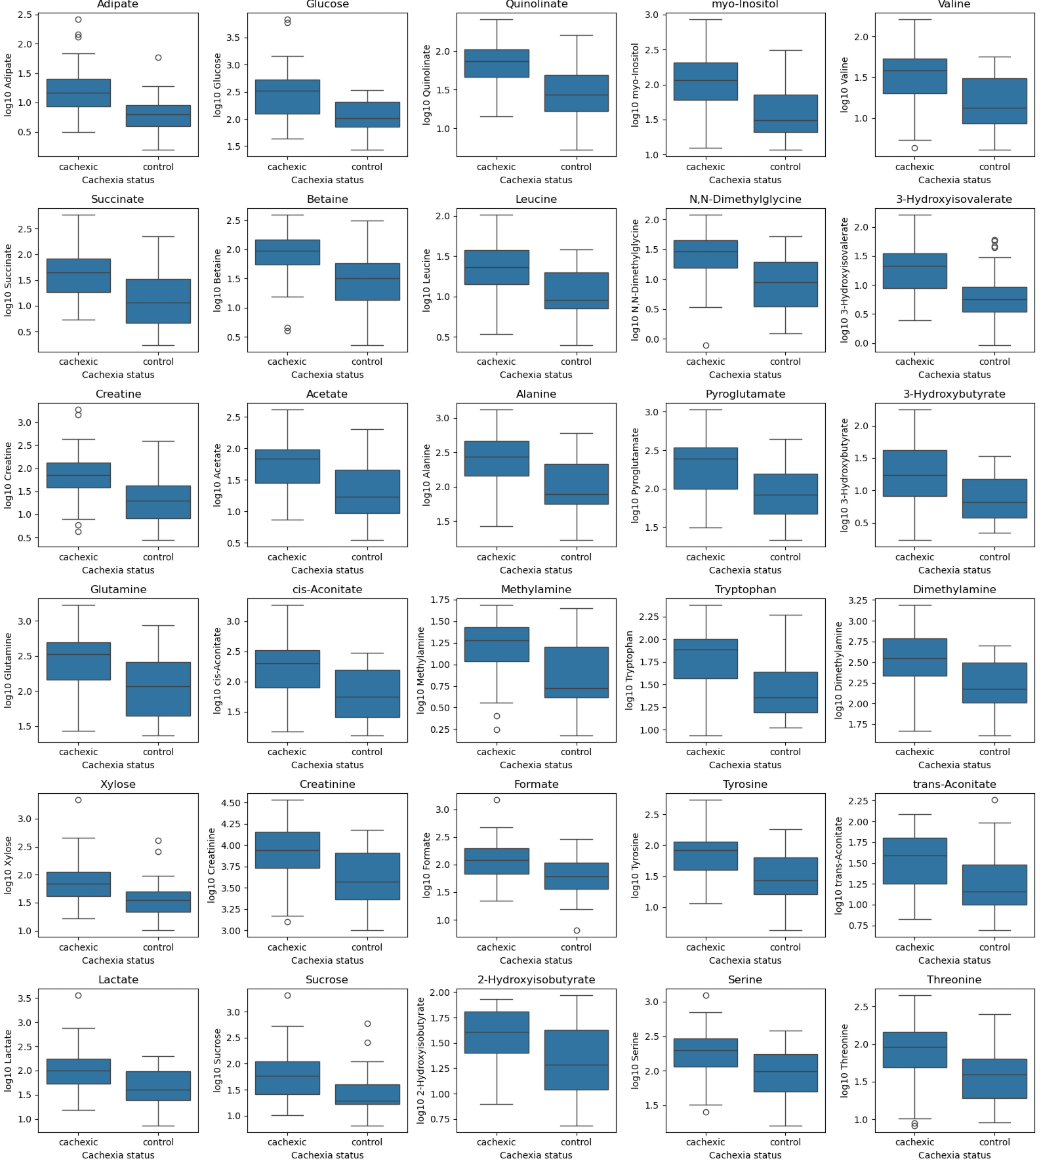 Adipate
log10 Adipate
2.5
2.0
1.5
1.0
0.5
cachexic control
Cachexia status
Glucose
log10 Glucose
3.5
3.0
2.5
2.0
1.5
cachexic control
Cachexia status
Quinolinate
log10 Quinolinate
2.0
1.5
1.0
cachexic control
Cachexia status
myo-Inositol
log10 myo-Inositol
3.0
2.5
2.0
1.5
1.0
cachexic control
Cachexia status
Valine
log10 Valine
2.0
1.5
1.0
cachexic control
Cachexia status
Succinate
log10 Succinate
2.5
2.0
1.5
1.0
0.5
cachexic control
Cachexia status
Betaine
log10 Betaine
2.5
2.0
1.5
1.0
0.5
cachexic control
Cachexia status
Leucine
log10 Leucine
2.0
1.5
1.0
0.5
cachexic control
Cachexia status
N,N-Dimethylglycine
log10 N,N-Dimethylglycine
2.0
1.5
1.0
0.5
0.0
cachexic control
Cachexia status
3-Hydroxyisovalerate
log10 3-Hydroxyisovalerate
2.0
1.5
1.0
0.5
0.0
cachexic control
Cachexia status
Creatine
log10 Creatine
3.0
2.5
2.0
1.5
1.0
0.5
cachexic control
Cachexia status
Acetate
log10 Acetate
2.5
2.0
1.5
1.0
0.5
cachexic control
Cachexia status
Alanine
log10 Alanine
3.0
2.5
2.0
1.5
cachexic control
Cachexia status
Pyroglutamate
log10 Pyroglutamate
3.0
2.5
2.0
1.5
cachexic control
Cachexia status
3-Hydroxybutyrate
log10 3-Hydroxybutyrate
2.0
1.5
1.0
0.5
cachexic control
Cachexia status
Glutamine
log10 Glutamine
3.0
2.5
2.0
1.5
cachexic control
Cachexia status
cis-Aconitate
log10 cis-Aconitate
3.0
2.5
2.0
1.5
cachexic control
Cachexia status
Methylamine
log10 Methylamine
1.75
1.50
1.25
1.00
0.75
0.50
0.25
cachexic control
Cachexia status
Tryptophan
log10 Tryptophan
2.25
2.00
1.75
1.50
1.25
1.00
cachexic control
Cachexia status
Dimethylamine
log10 Dimethylamine
3.25
3.00
2.75
2.50
2.25
2.00
1.75
cachexic control
Cachexia status
Xylose
log10 Xylose
3.0
2.5
2.0
1.5
1.0
cachexic control
Cachexia status
Creatinine
log10 Creatinine
4.50
4.25
4.00
3.75
3.50
3.25
3.00
cachexic control
Cachexia status
Formate
log10 Formate
3.0
2.5
2.0
1.5
1.0
cachexic control
Cachexia status
Tyrosine
log10 Tyrosine
2.5
2.0
1.5
1.0
cachexic control
Cachexia status
trans-Aconitate
log10 trans-Aconitate
2.25
2.00
1.75
1.50
1.25
1.00
0.75
cachexic control
Cachexia status
Lactate
log10 Lactate
3.5
3.0
2.5
2.0
1.5
1.0
cachexic control
Cachexia status
Sucrose
log10 Sucrose
3.0
2.5
2.0
1.5
1.0
cachexic control
Cachexia status
2-Hydroxyisobutyrate
log10 2-Hydroxyisobutyrate
2.00
1.75
1.50
1.25
1.00
0.75
cachexic control
Cachexia status
Serine
log10 Serine
3.0
2.5
2.0
1.5
cachexic control
Cachexia status
Threonine
log10 Threonine
2.5
2.0
1.5
1.0
cachexic control
Cachexia status